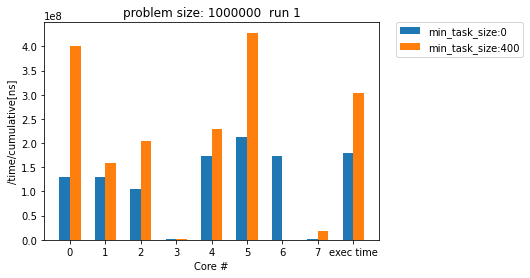 problem size: 1000000  run 1
1e8
min_task_size:0
min_task_size:400
4.0
3.5
3.0
2.5
2.0
1.5
1.0
0.5
0.0
/time/cumulative[ns]
0 1 2 3 4 5 6 7 exec time
Core #